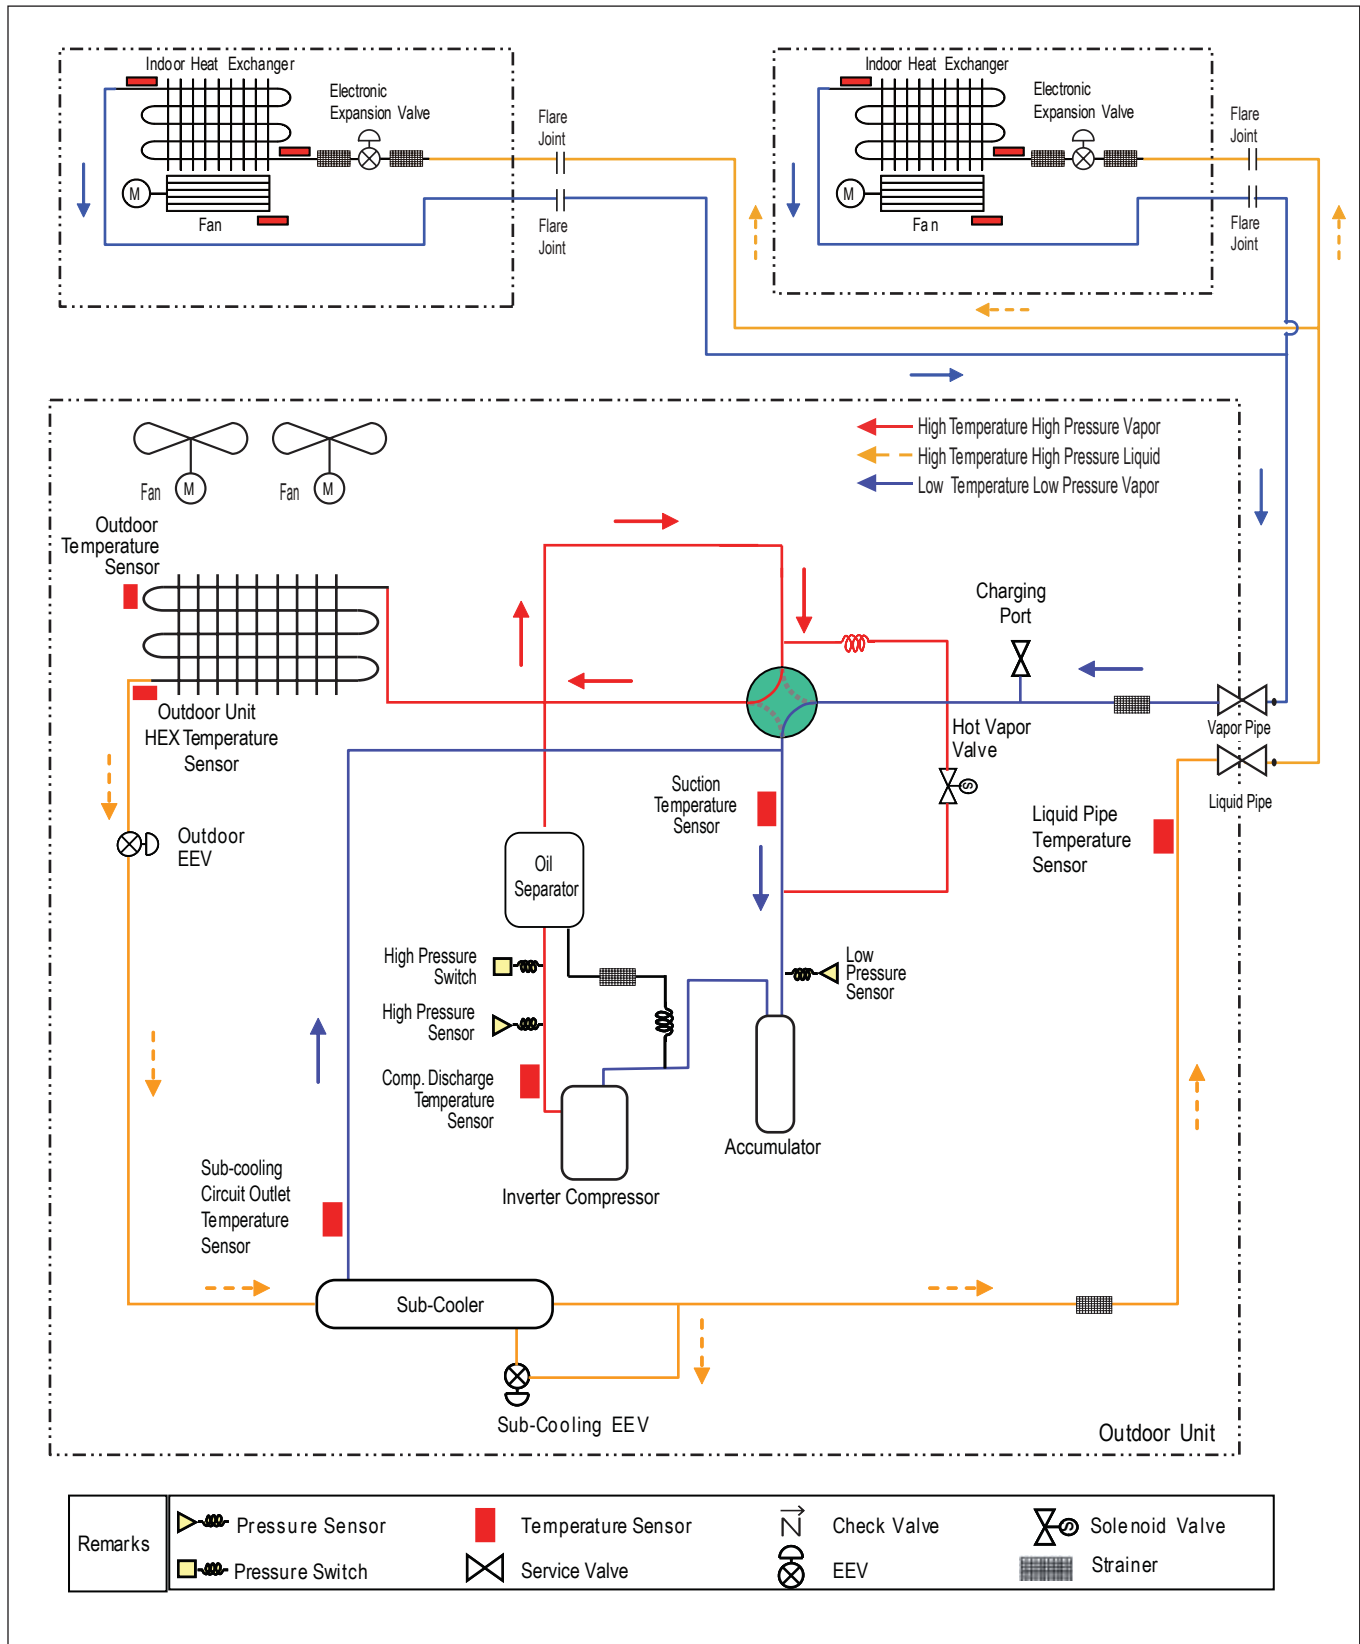 Indoor Heat Exchanger
Electronic
Expansion Valve
Flare
Joint
M
Fan
Flare
Joint
Indoor Heat Exchanger
Electronic
Expansion Valve
Flare
Joint
M
Fan
Flare
Joint
High Temperature High Pressure Vapor
High Temperature High Pressure Liquid
Low Temperature Low Pressure Vapor
Fan
M
Fan
M
Outdoor
Temperature
Sensor
Outdoor Unit
HEX Temperature
Sensor
Charging
Port
Hot Vapor
Valve
S
Vapor Pipe
Liquid Pipe
Suction
Temperature
Sensor
Liquid Pipe
Temperature
Sensor
Outdoor
EEV
Oil
Separator
High Pressure
Switch
High Pressure
Sensor
Low
Pressure
Sensor
Comp. Discharge
Temperature
Sensor
Accumulator
Inverter Compressor
Sub-cooling
Circuit Outlet
Temperature
Sensor
Sub-Cooler
Sub-Cooling EEV
Outdoor Unit
Remarks
Pressure Sensor
Temperature Sensor
Check Valve
S
Solenoid Valve
Pressure Switch
Service Valve
EEV
Strainer